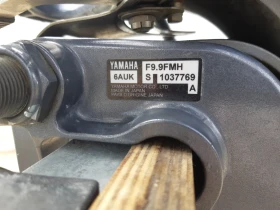 YAMAHA F9.9FMH
6AUK S 1037769
YAMAHA MOTOR CO., LTD.
MADE IN JAPAN
A